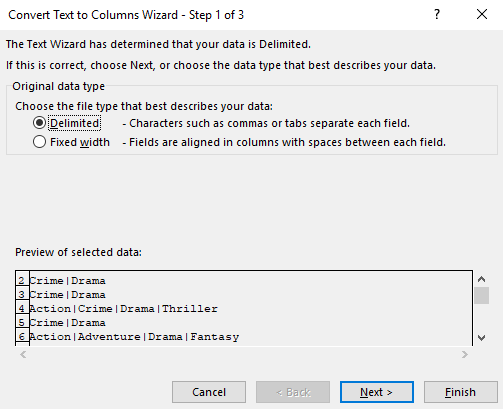 Convert Text to Columns Wizard - Step 1 of 3 ? ×
The Text Wizard has determined that your data is Delimited.
If this is correct, choose Next, or choose the data type that best describes your data.
Original data type
Choose the file type that best describes your data:
Delimited - Characters such as commas or tabs separate each field.
Fixed width - Fields are aligned in columns with spaces between each field.
Preview of selected data:
2 Crime|Drama
3 Crime|Drama
4 Action|Crime|Drama|Thriller
5 Crime|Drama
6 Action|Adventure|Drama|Fantasy
Cancel < Back Next > Finish